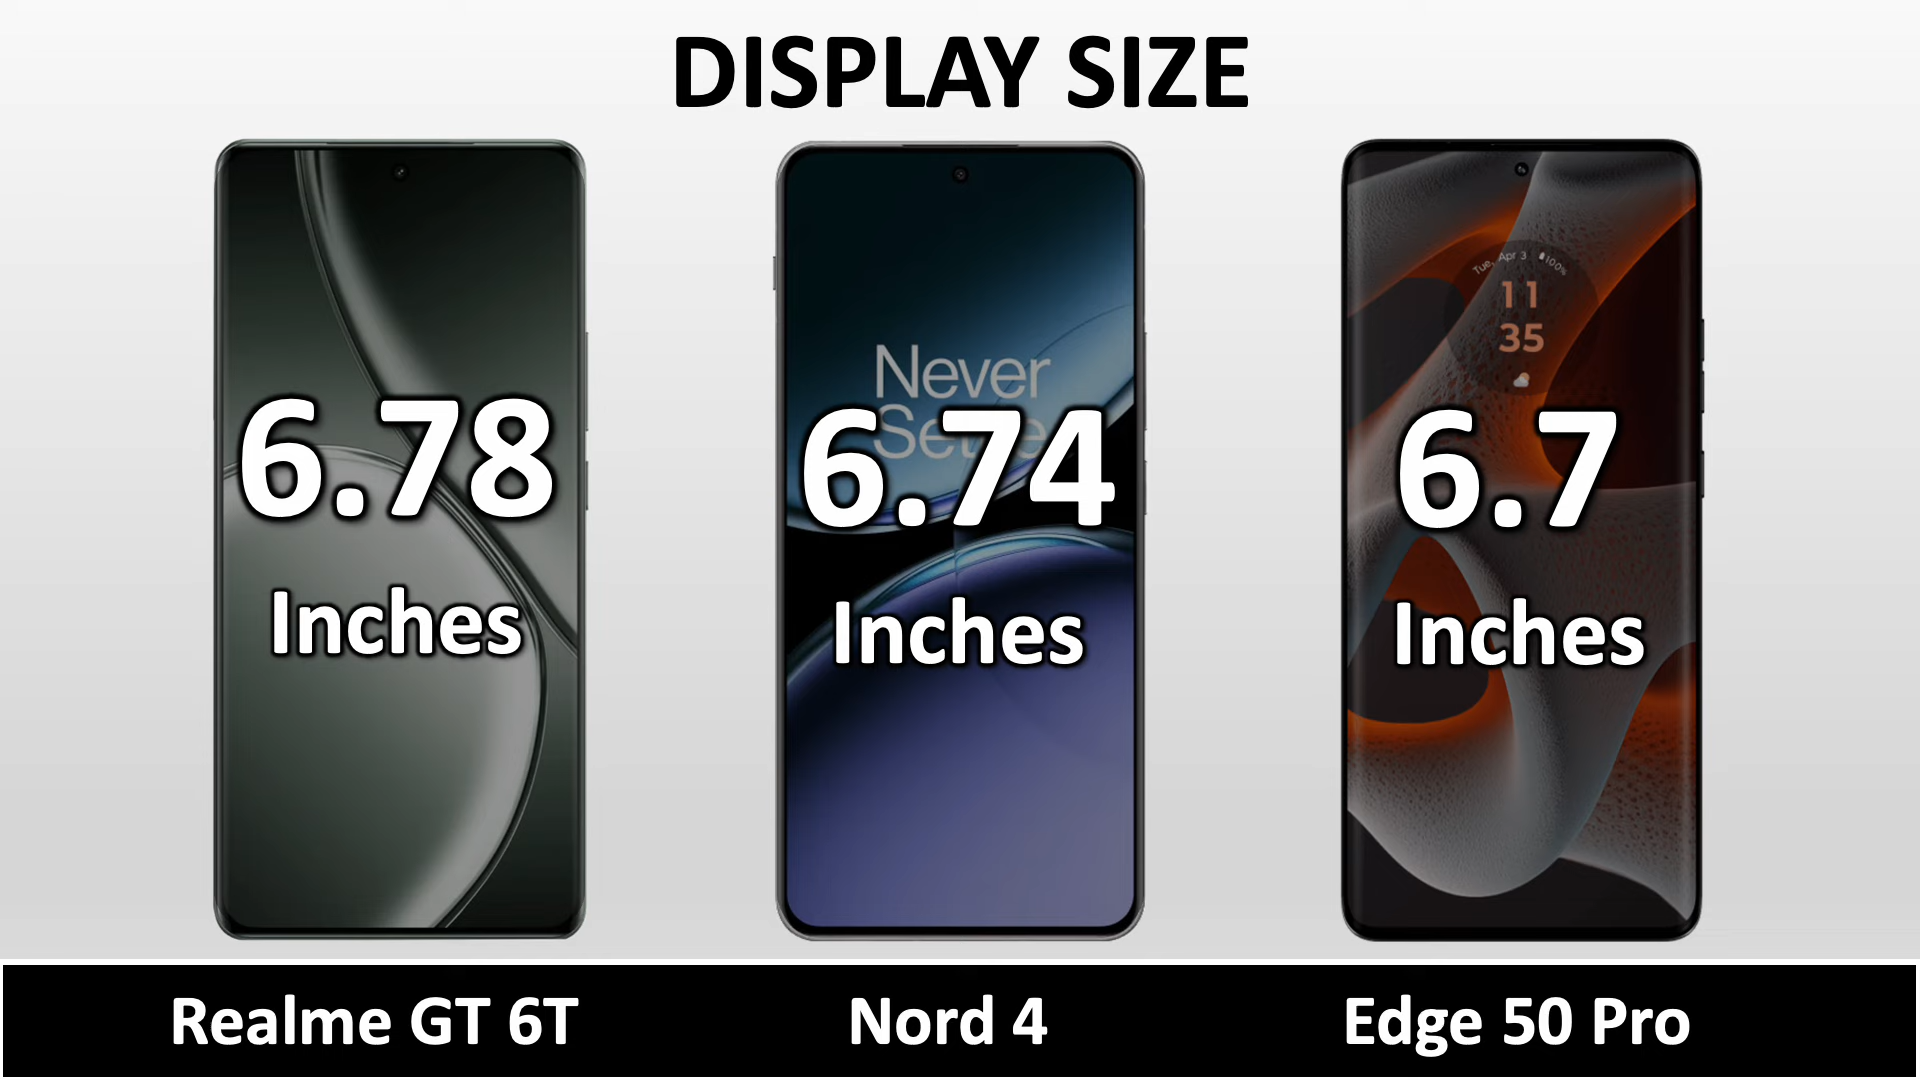 DISPLAY SIZE
6.78
Inches
Never
Settle
6.74
Inches
Tue, Apr 3 100%
11
35
6.7
Inches
Realme GT 6T
Nord 4
Edge 50 Pro